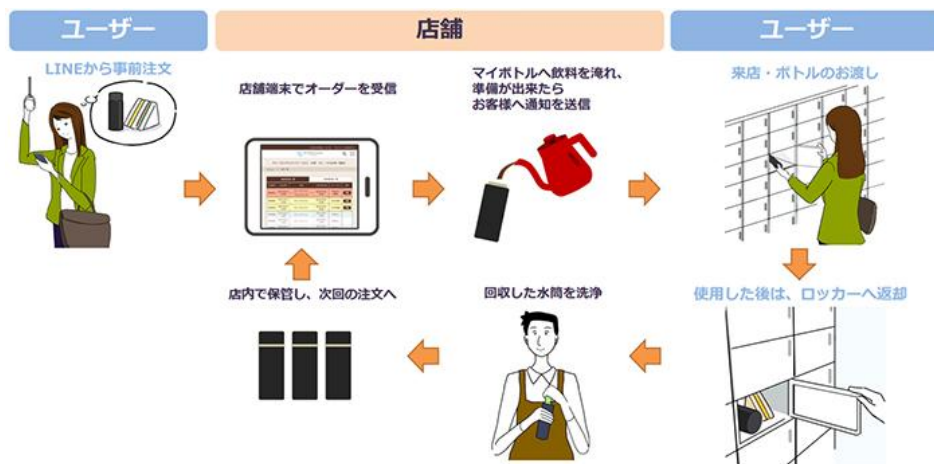 ユーザー
店舗
ユーザー
LINEから事前注文
店舗端末でオーダーを受信
マイボトルへ飲料を淹れ、
準備が出来たら
お客様へ通知を送信
来店・ボトルのお渡し
店内で保管し、次回の注文へ
回収した水筒を洗浄
使用した後は、ロッカーへ返却